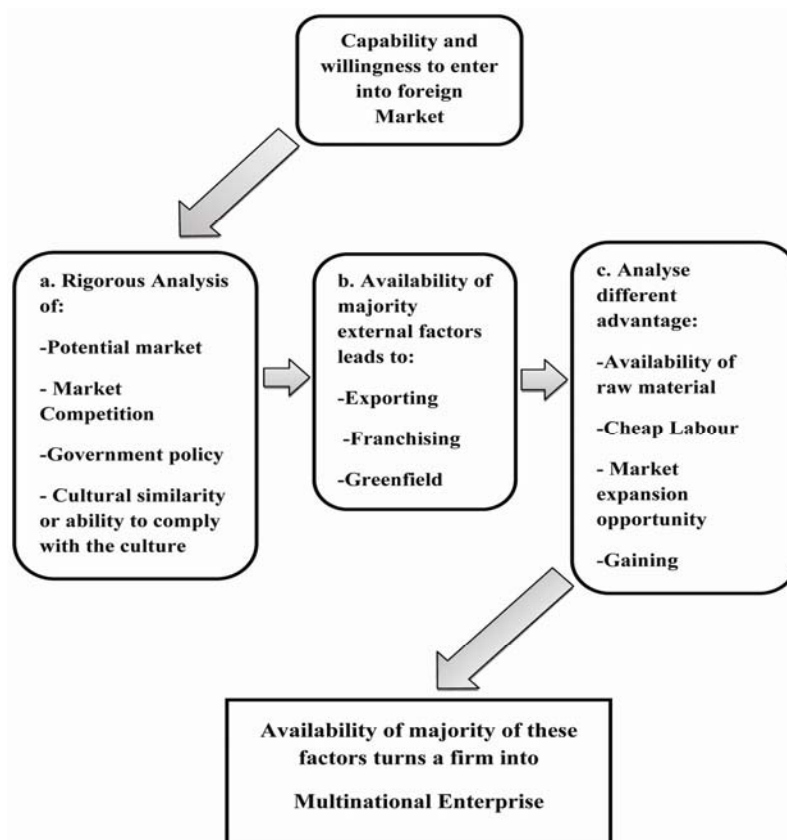 Capability and
willingness to enter
into foreign
Market
a. Rigorous Analysis
of:
-Potential market
- Market
Competition
-Government policy
- Cultural similarity
or ability to comply
with the culture
b. Availability of
majority
external factors
leads to:
-Exporting
-Franchising
-Greenfield
c. Analyse
different
advantage:
-Availability of
raw material
-Cheap Labour
- Market
expansion
opportunity
-Gaining
Availability of majority of these
factors turns a firm into
Multinational Enterprise